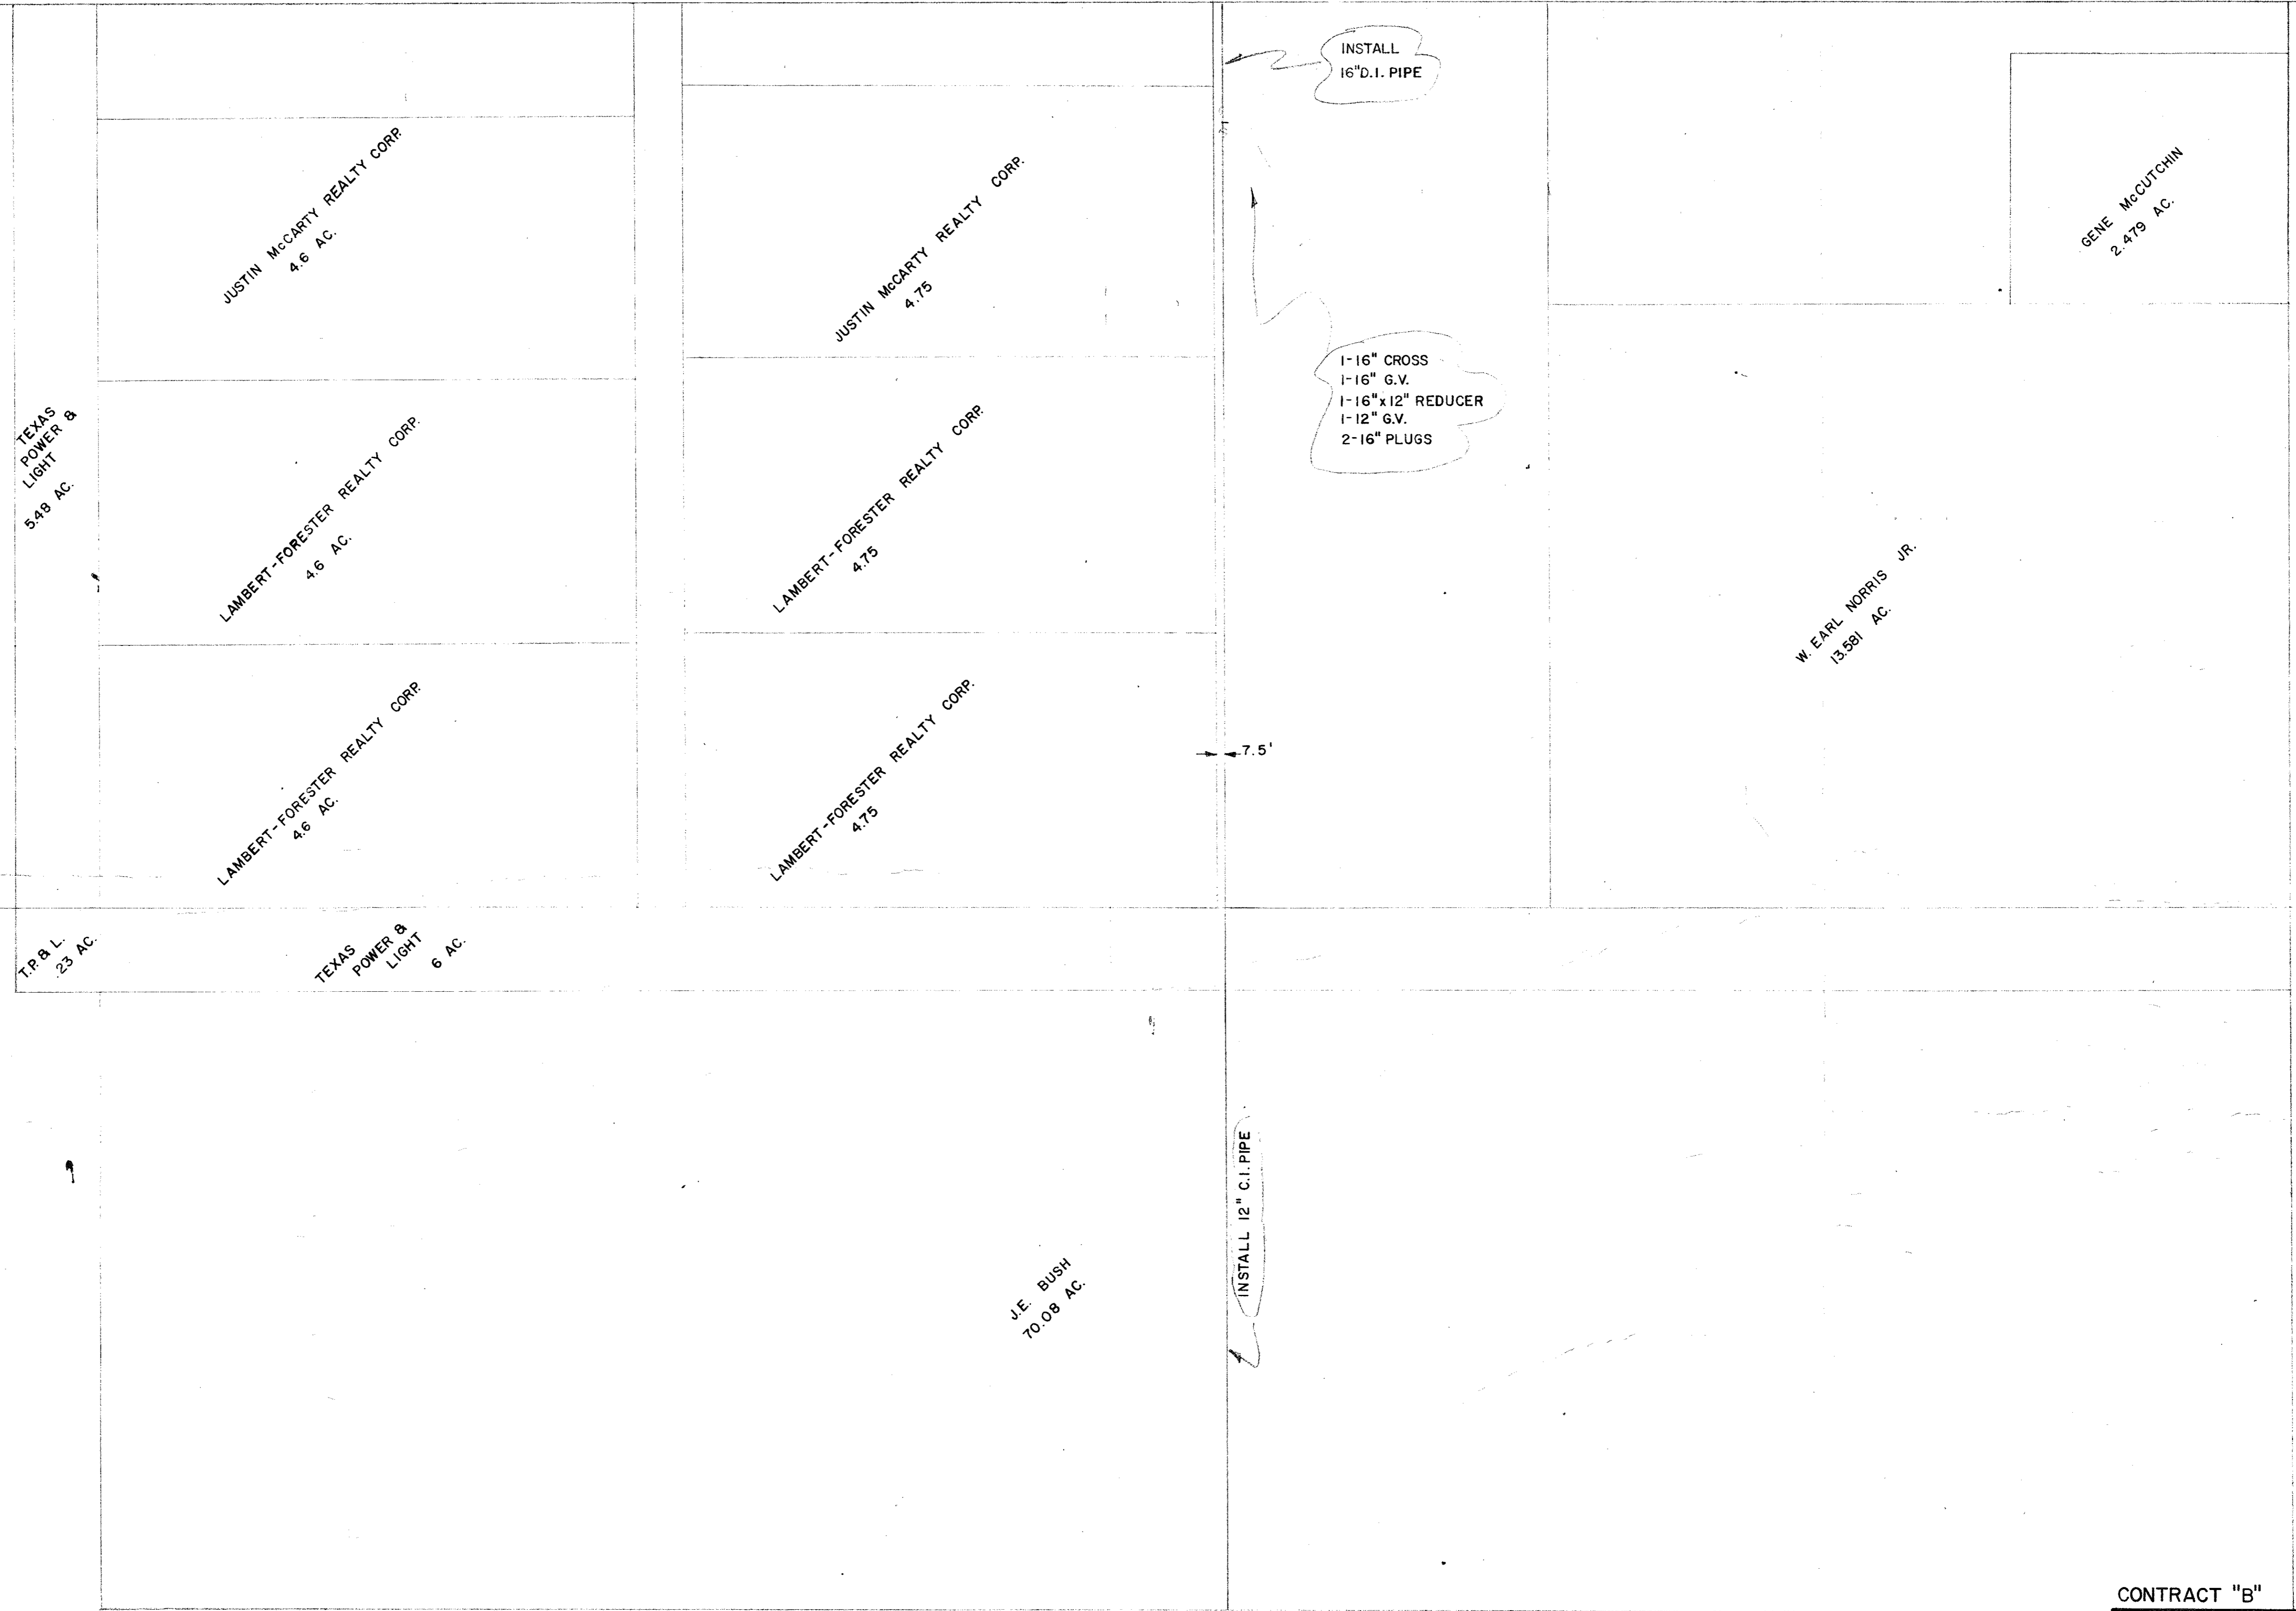 INSTALL
16"D.I. PIPE
JUSTIN McCARTY REALTY CORP.
4.6 AC.
JUSTIN McCARTY REALTY CORP.
4.75
GENE McCUTCHIN
2.479 AC.
1-16" CROSS
1-16" G.V.
1-16"x12" REDUCER
1-12" G.V.
2-16" PLUGS
TEXAS
POWER &
LIGHT
5.48 AC.
LAMBERT-FORESTER REALTY CORP.
4.6 AC.
LAMBERT-FORESTER REALTY CORP.
4.75
W. EARL NORRIS JR.
13.581 AC.
LAMBERT-FORESTER REALTY CORP.
4.6 AC.
LAMBERT-FORESTER REALTY CORP.
4.75
7.5'
T.P. & L.
.23 AC.
TEXAS
POWER &
LIGHT
6 AC.
INSTALL 12" C.I. PIPE
J.E. BUSH
70.08 AC.
CONTRACT "B"